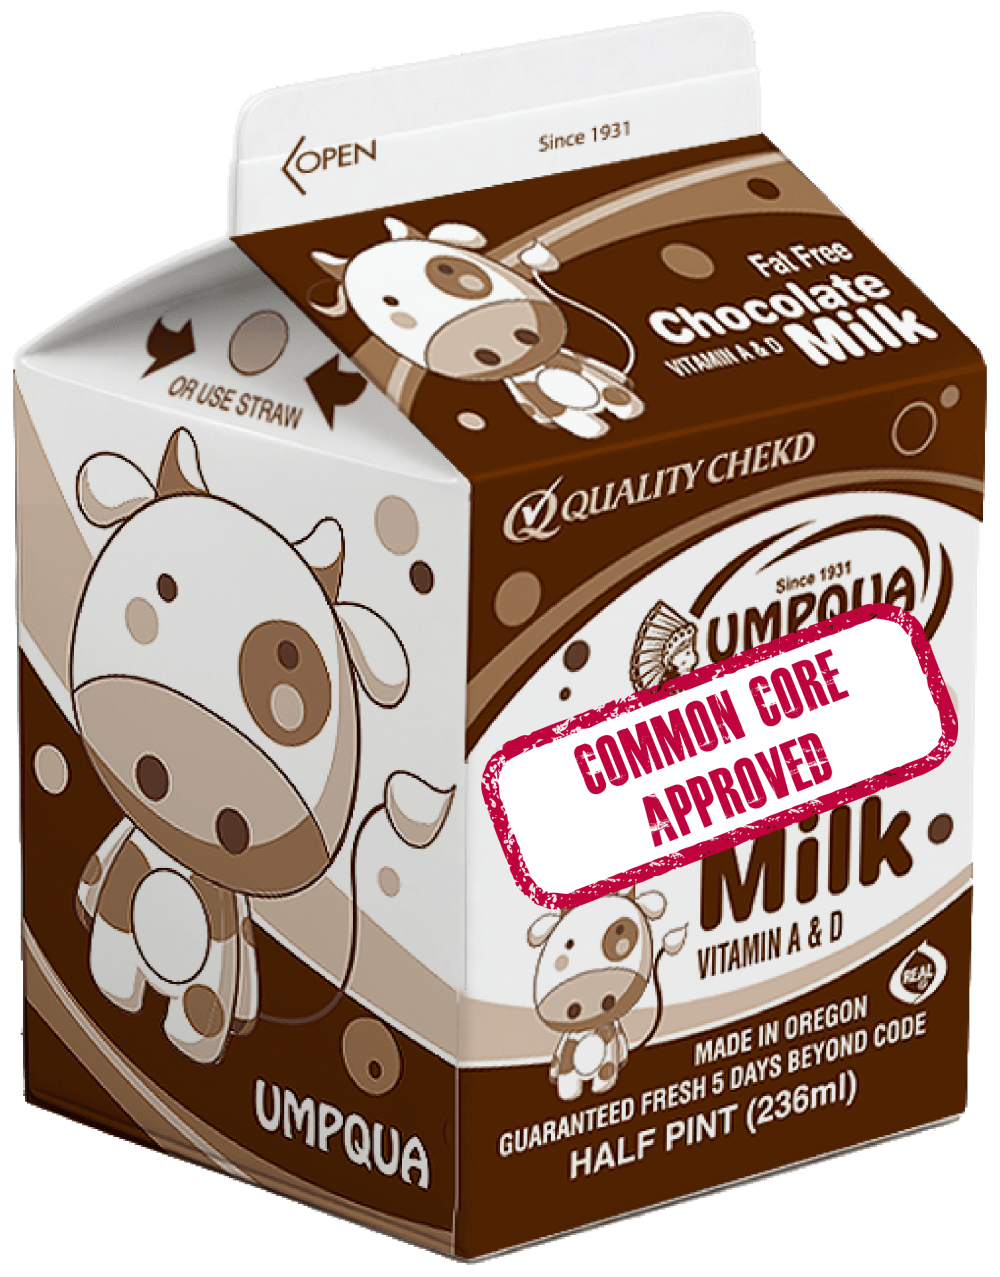 OPEN
Since 1931
Fat Free
Chocolate
VITAMIN A & D Milk
OR USE STRAW
QUALITY CHEKD
Since 1931
UMPQUA
COMMON CORE
APPROVED
Milk
VITAMIN A & D
REAL
MADE IN OREGON
GUARANTEED FRESH 5 DAYS BEYOND CODE
HALF PINT (236ml)
UMPQUA